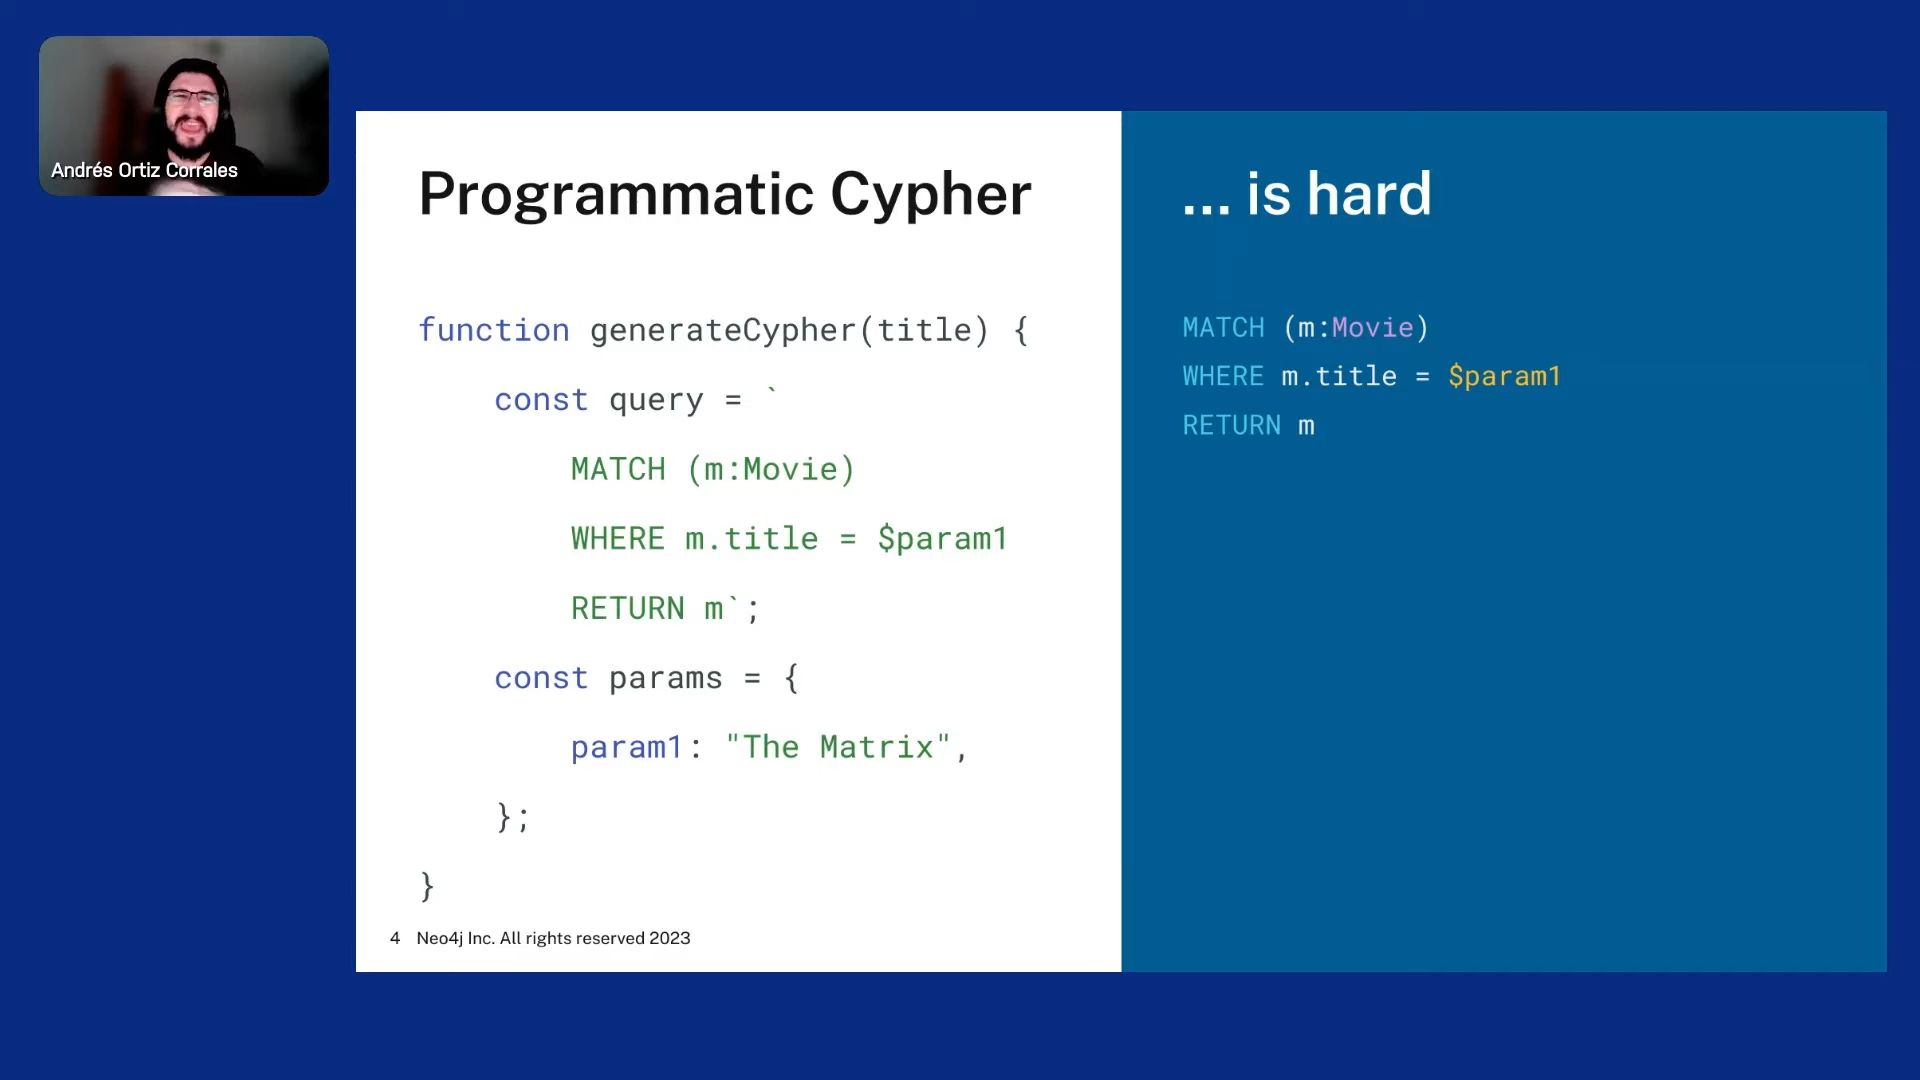 Andrés Ortiz Corrales
Programmatic Cypher
function generateCypher(title) {
const query = `
MATCH (m:Movie)
WHERE m.title = $param1
RETURN m`;
const params = {
param1: "The Matrix",
};
}
4 Neo4j Inc. All rights reserved 2023
... is hard
MATCH (m:Movie)
WHERE m.title = $param1
RETURN m